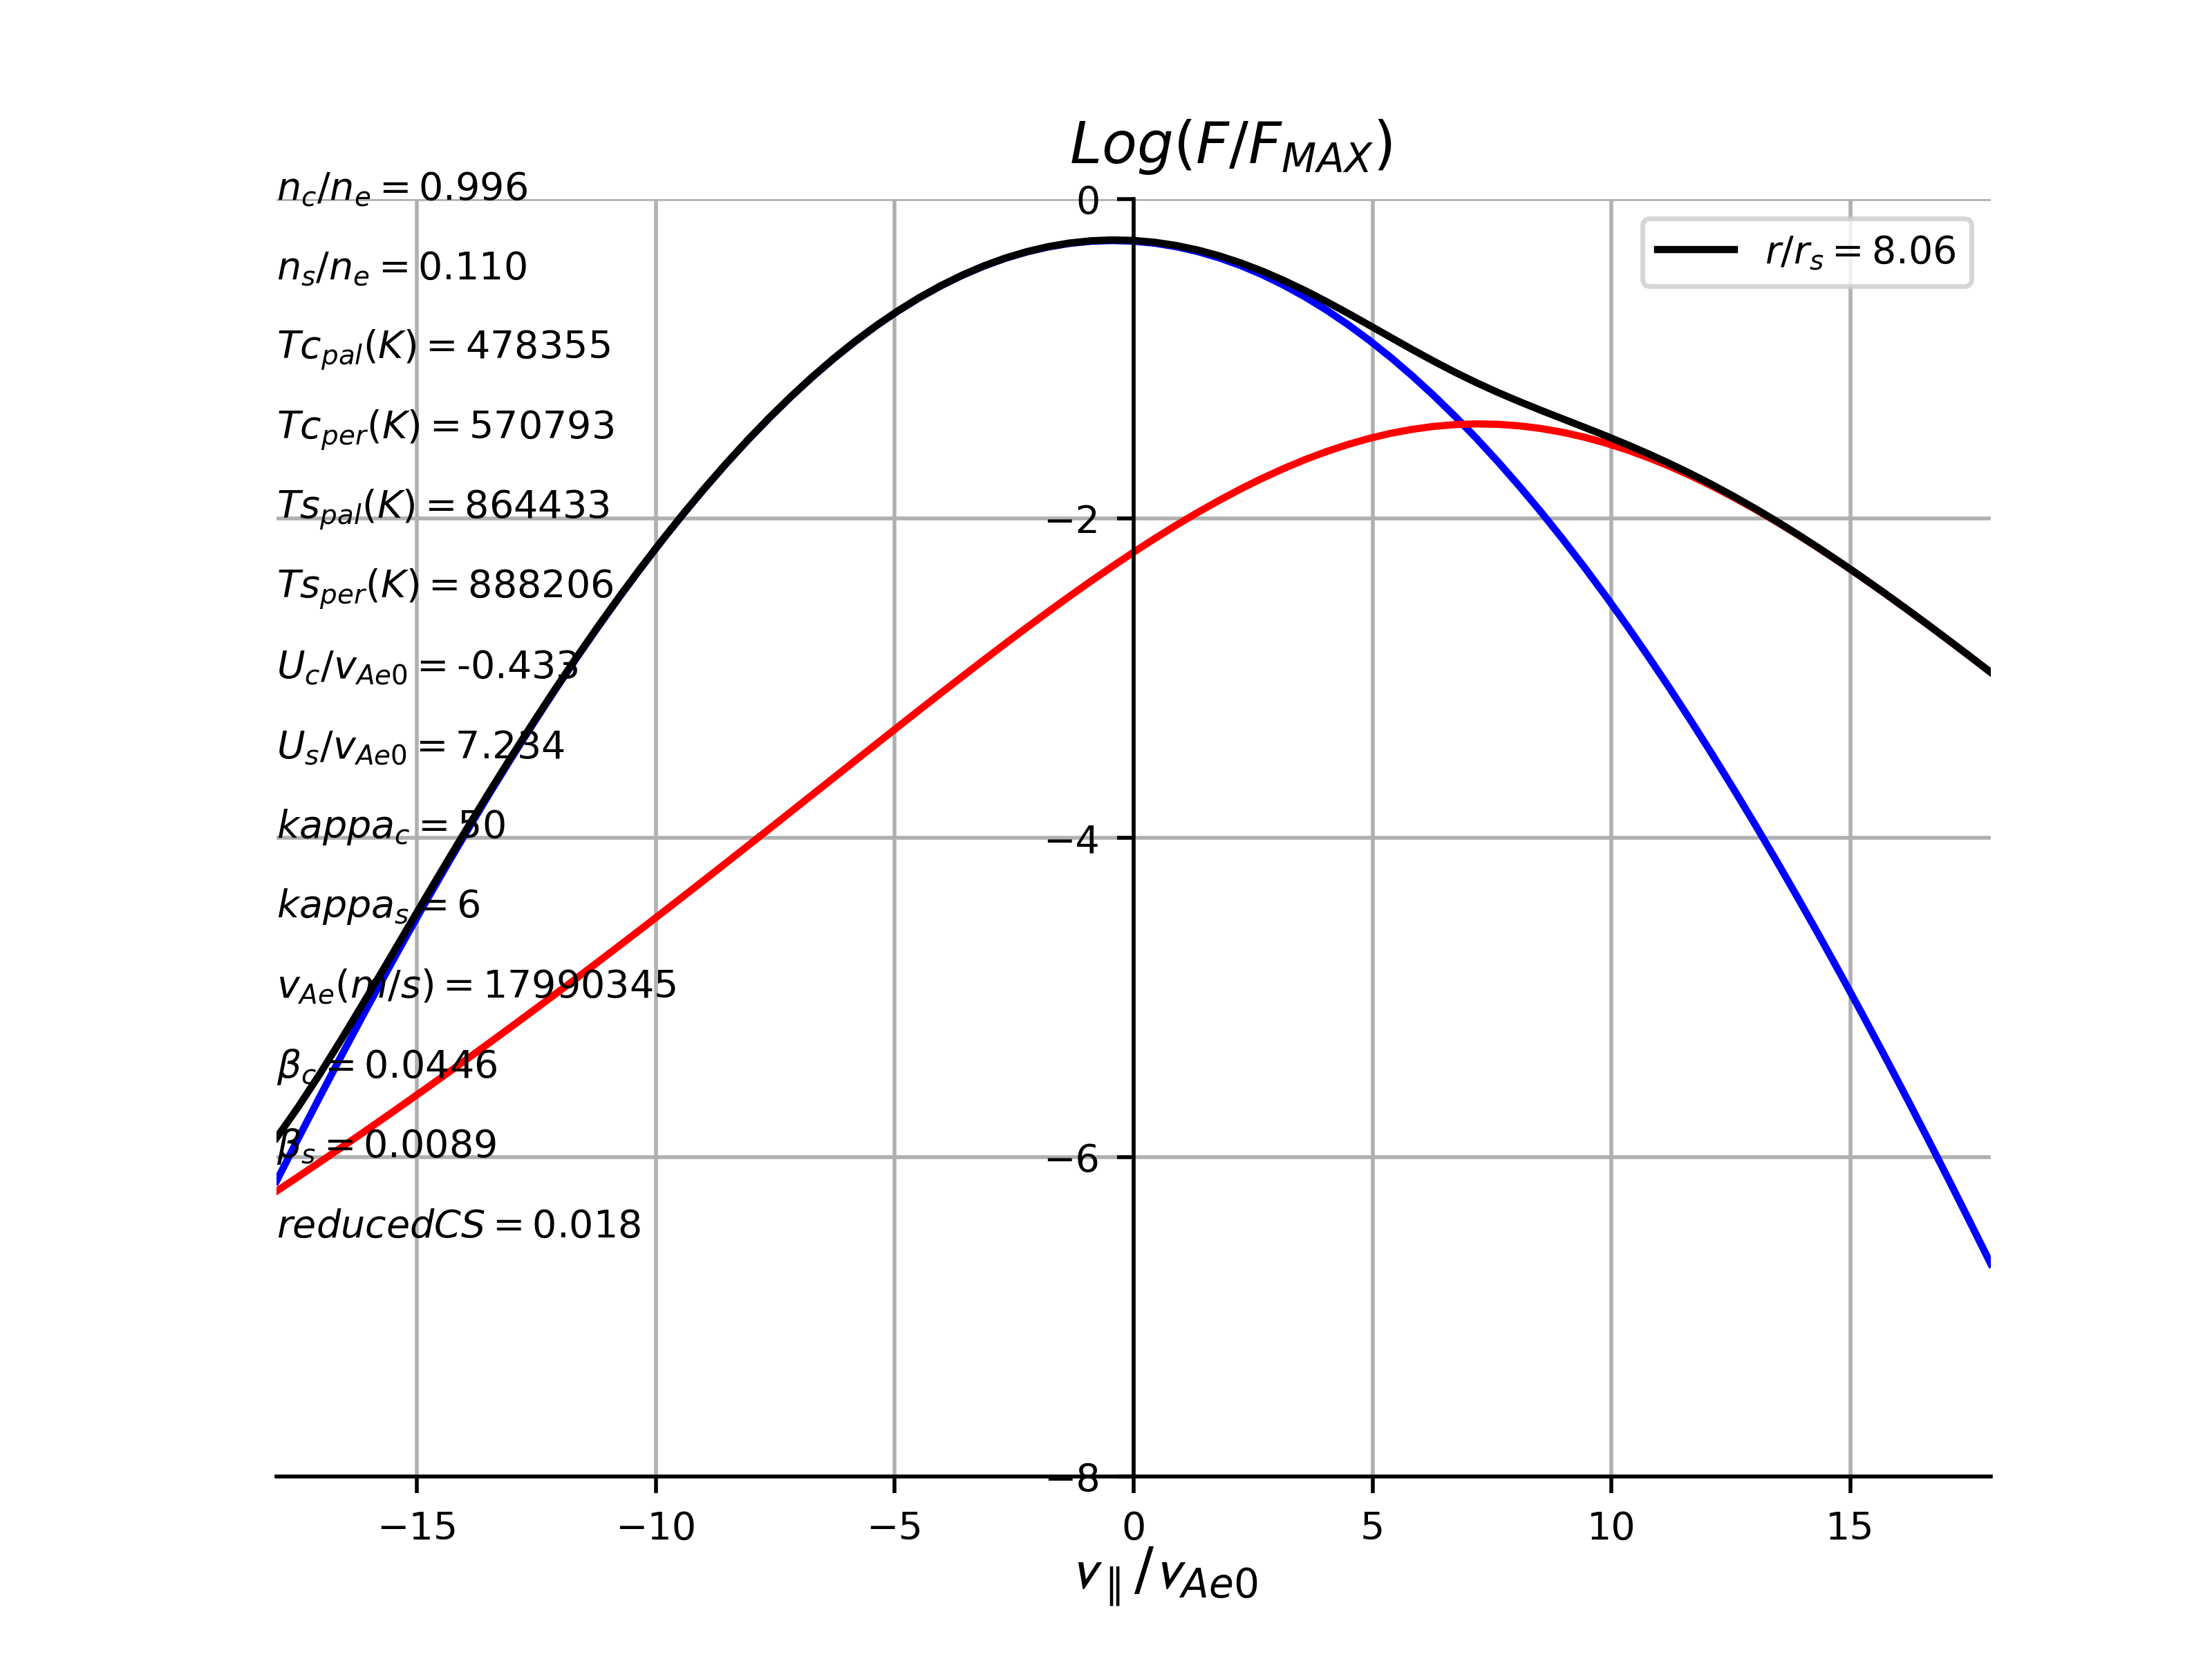 Log(F/F_MAX)
n_c/n_e = 0.996
0
r/r_s = 8.06
n_s/n_e = 0.110
Tc_pal(K) = 478355
Tc_per(K) = 570793
Ts_pal(K) = 864433
−2
Ts_per(K) = 888206
U_c/v_Ae0 = -0.433
U_s/v_Ae0 = 7.234
kappa_c = 50
−4
kappa_s = 6
v_Ae(m/s) = 17990345
β_c = 0.0446
β_s = 0.0089
−6
reducedCS = 0.018
−8
−15 −10 −5 0 5 10 15
v_∥/v_Ae0